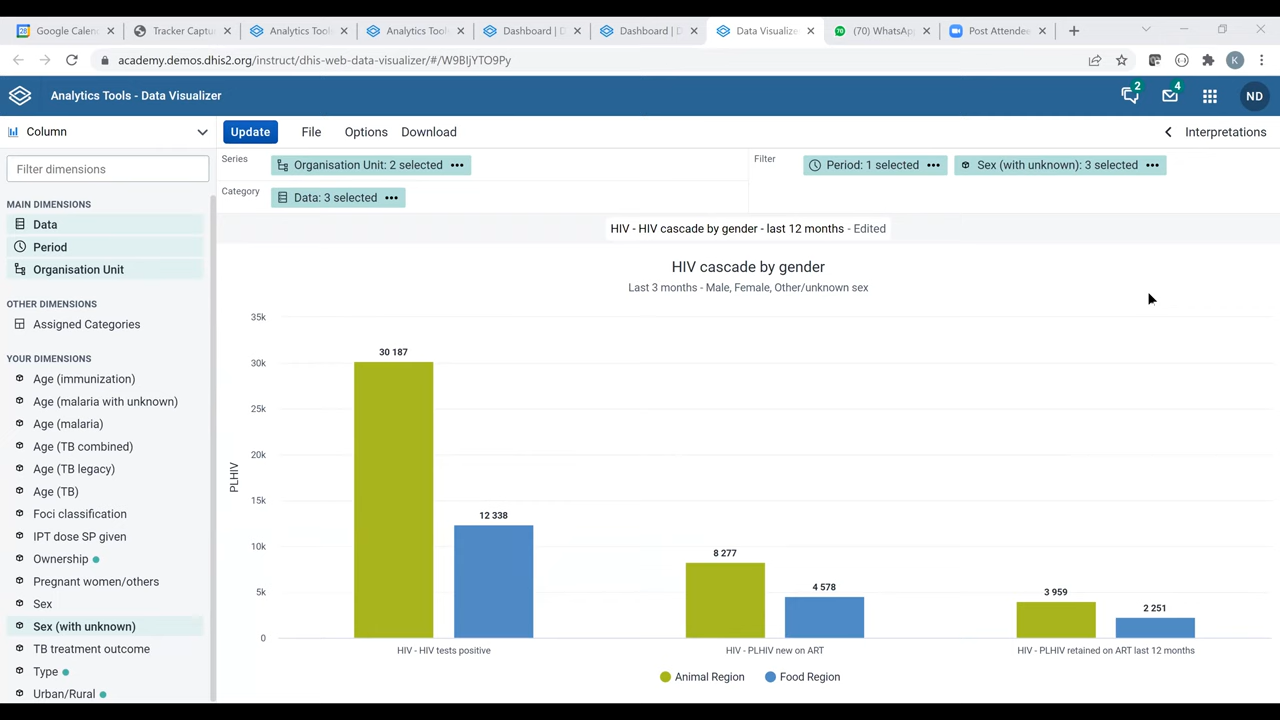 28 Google Calen
Tracker Captu
Analytics Tools
Analytics Tool
Dashboard | D
Dashboard | D
Data Visualize
(70) WhatsAp
Post Attendee
academy.demos.dhis2.org/instruct/dhis-web-data-visualizer/#/W9BIjYTO9Py
K
Analytics Tools - Data Visualizer
2
4
ND
Column
Update
File
Options
Download
Interpretations
Filter dimensions
Series
Organisation Unit: 2 selected
Filter
Period: 1 selected
Sex (with unknown): 3 selected
Category
Data: 3 selected
MAIN DIMENSIONS
Data
Period
Organisation Unit
OTHER DIMENSIONS
Assigned Categories
YOUR DIMENSIONS
Age (immunization)
Age (malaria with unknown)
Age (malaria)
Age (TB combined)
Age (TB legacy)
Age (TB)
Foci classification
IPT dose SP given
Ownership
Pregnant women/others
Sex
Sex (with unknown)
TB treatment outcome
Type
Urban/Rural
HIV - HIV cascade by gender - last 12 months - Edited
HIV cascade by gender
Last 3 months - Male, Female, Other/unknown sex
PLHIV
35k
30k
25k
20k
15k
10k
5k
0
30 187
12 338
8 277
4 578
3 959
2 251
HIV - HIV tests positive
HIV - PLHIV new on ART
HIV - PLHIV retained on ART last 12 months
Animal Region
Food Region